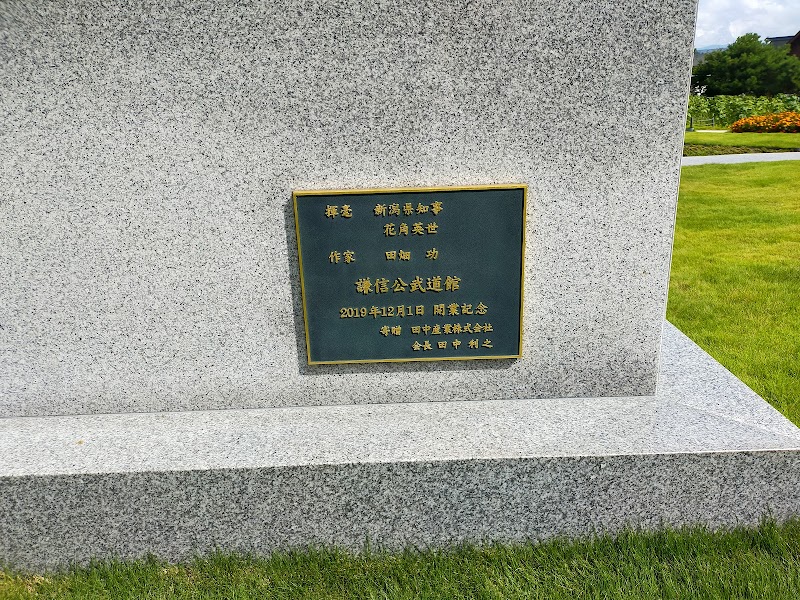 揮毫 新潟県知事
花角英世
作家 田畑 功
謙信公武道館
2019年12月1日 開業記念
寄贈 田中産業株式会社
会長 田中利之